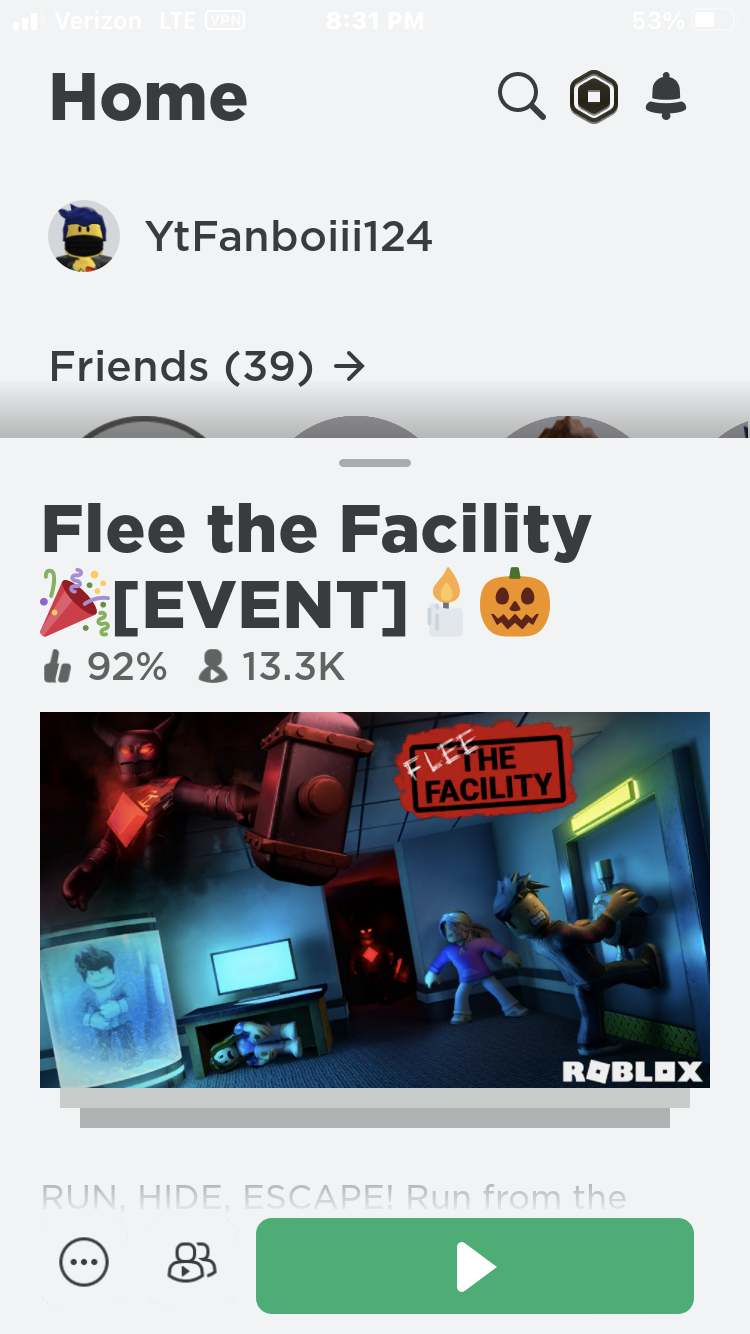 Verizon LTE VPN 8:31 PM 53%
Home
YtFanboiii124
Friends (39) →
Flee the Facility
🎉[EVENT]🕯️🎃
92% 13.3K
FLEE THE
FACILITY
ROBLOX
RUN, HIDE, ESCAPE! Run from the